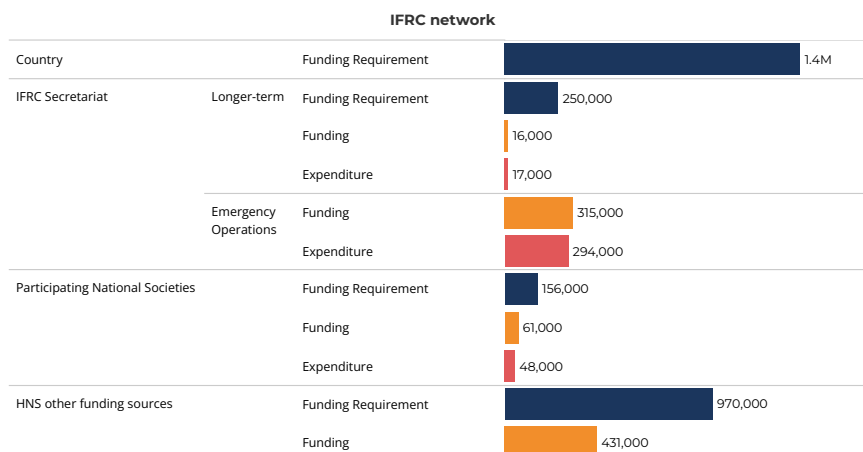 IFRC network
Country Funding Requirement 1.4M
IFRC Secretariat Longer-term Funding Requirement 250,000
Funding 16,000
Expenditure 17,000
Emergency Operations Funding 315,000
Expenditure 294,000
Participating National Societies Funding Requirement 156,000
Funding 61,000
Expenditure 48,000
HNS other funding sources Funding Requirement 970,000
Funding 431,000